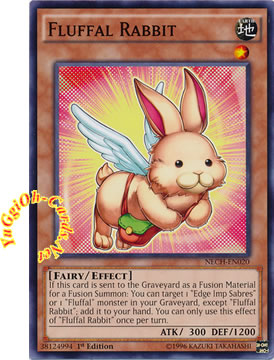 FLUFFAL RABBIT
EARTH
YuGiOh-Cards.Net
NECH-EN020
[FAIRY/ EFFECT]
If this card is sent to the Graveyard as a Fusion Material
for a Fusion Summon: You can target 1 "Edge Imp Sabres"
or 1 "Fluffal" monster in your Graveyard, except "Fluffal
Rabbit"; add it to your hand. You can only use this effect
of "Fluffal Rabbit" once per turn.
ATK/ 300 DEF/1200
38124994 1st Edition ©1996 KAZUKI TAKAHASHI